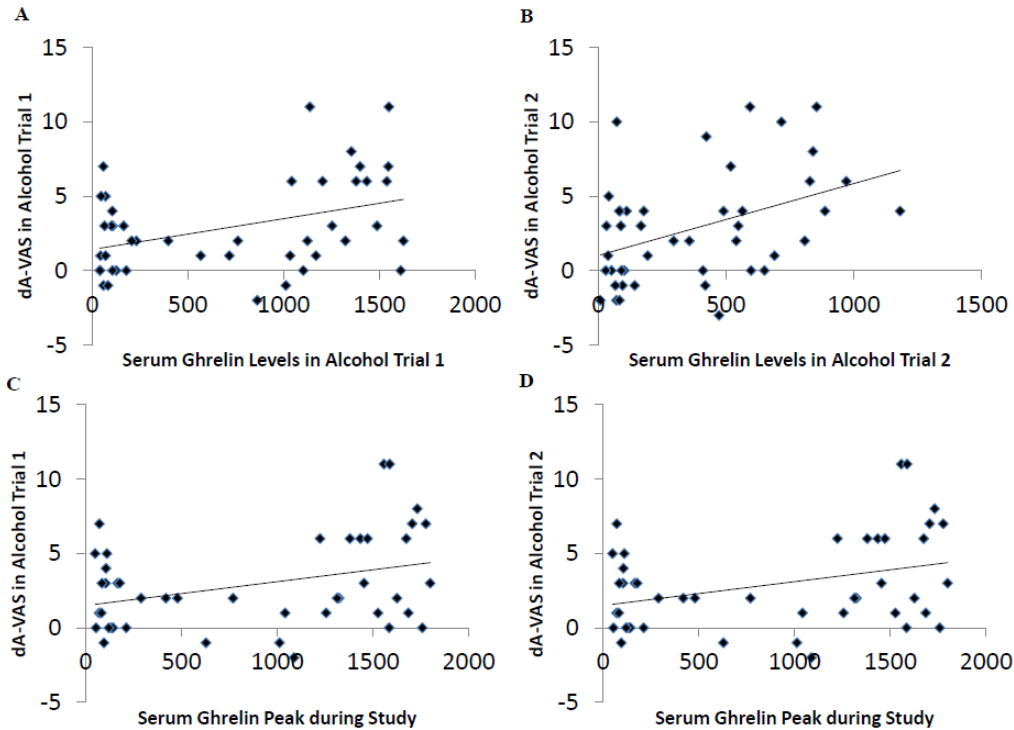 A
15
10
5
0
-5
0 500 1000 1500 2000
dA-VAS in Alcohol Trial 1
Serum Ghrelin Levels in Alcohol Trial 1
B
15
10
5
0
-5
0 500 1000 1500
dA-VAS in Alcohol Trial 2
Serum Ghrelin Levels in Alcohol Trial 2
C
15
10
5
0
-5
0 500 1000 1500 2000
dA-VAS in Alcohol Trial 1
Serum Ghrelin Peak during Study
D
15
10
5
0
-5
0 500 1000 1500 2000
dA-VAS in Alcohol Trial 2
Serum Ghrelin Peak during Study